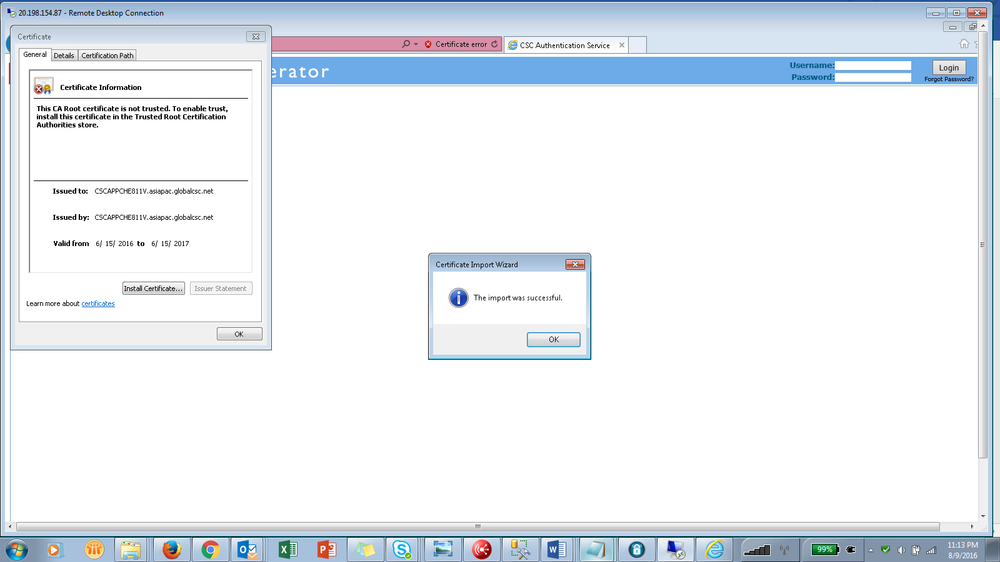 20.198.154.87 - Remote Desktop Connection
Certificate
General
Details
Certification Path
Certificate Information
This CA Root certificate is not trusted. To enable trust,
install this certificate in the Trusted Root Certification
Authorities store.
Issued to: CSCAPPCHE811V.asiapac.globalcsc.net
Issued by: CSCAPPCHE811V.asiapac.globalcsc.net
Valid from 6/ 15/ 2016 to 6/ 15/ 2017
Install Certificate...
Issuer Statement
Learn more about certificates
OK
Certificate error
CSC Authentication Service
erator
Username:
Password:
Login
Forgot Password?
Certificate Import Wizard
The import was successful.
OK
99%
11:13 PM
8/9/2016